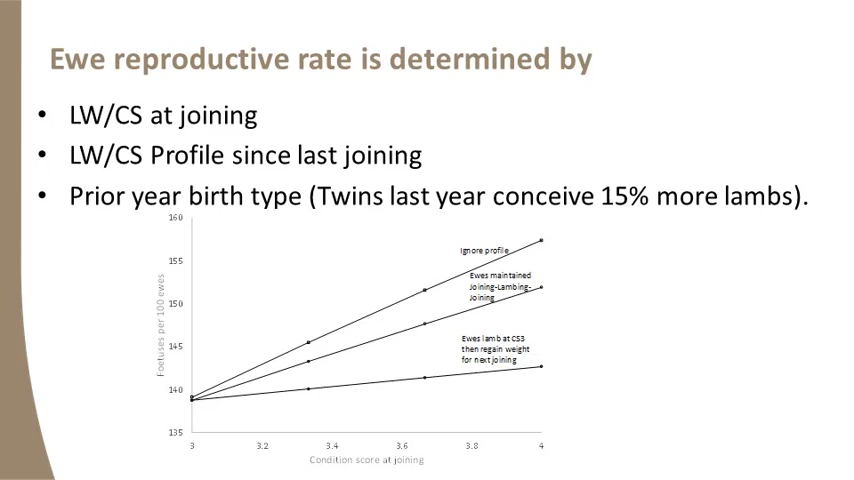 Ewe reproductive rate is determined by
• LW/CS at joining
• LW/CS Profile since last joining
• Prior year birth type (Twins last year conceive 15% more lambs).
160
155
150
145
140
135
Foetuses per 100 ewes
Ignore profile
Ewes maintained
Joining-Lambing-
Joining
Ewes lamb at CS3
then regain weight
for next joining
3 3.2 3.4 3.6 3.8 4
Condition score at joining